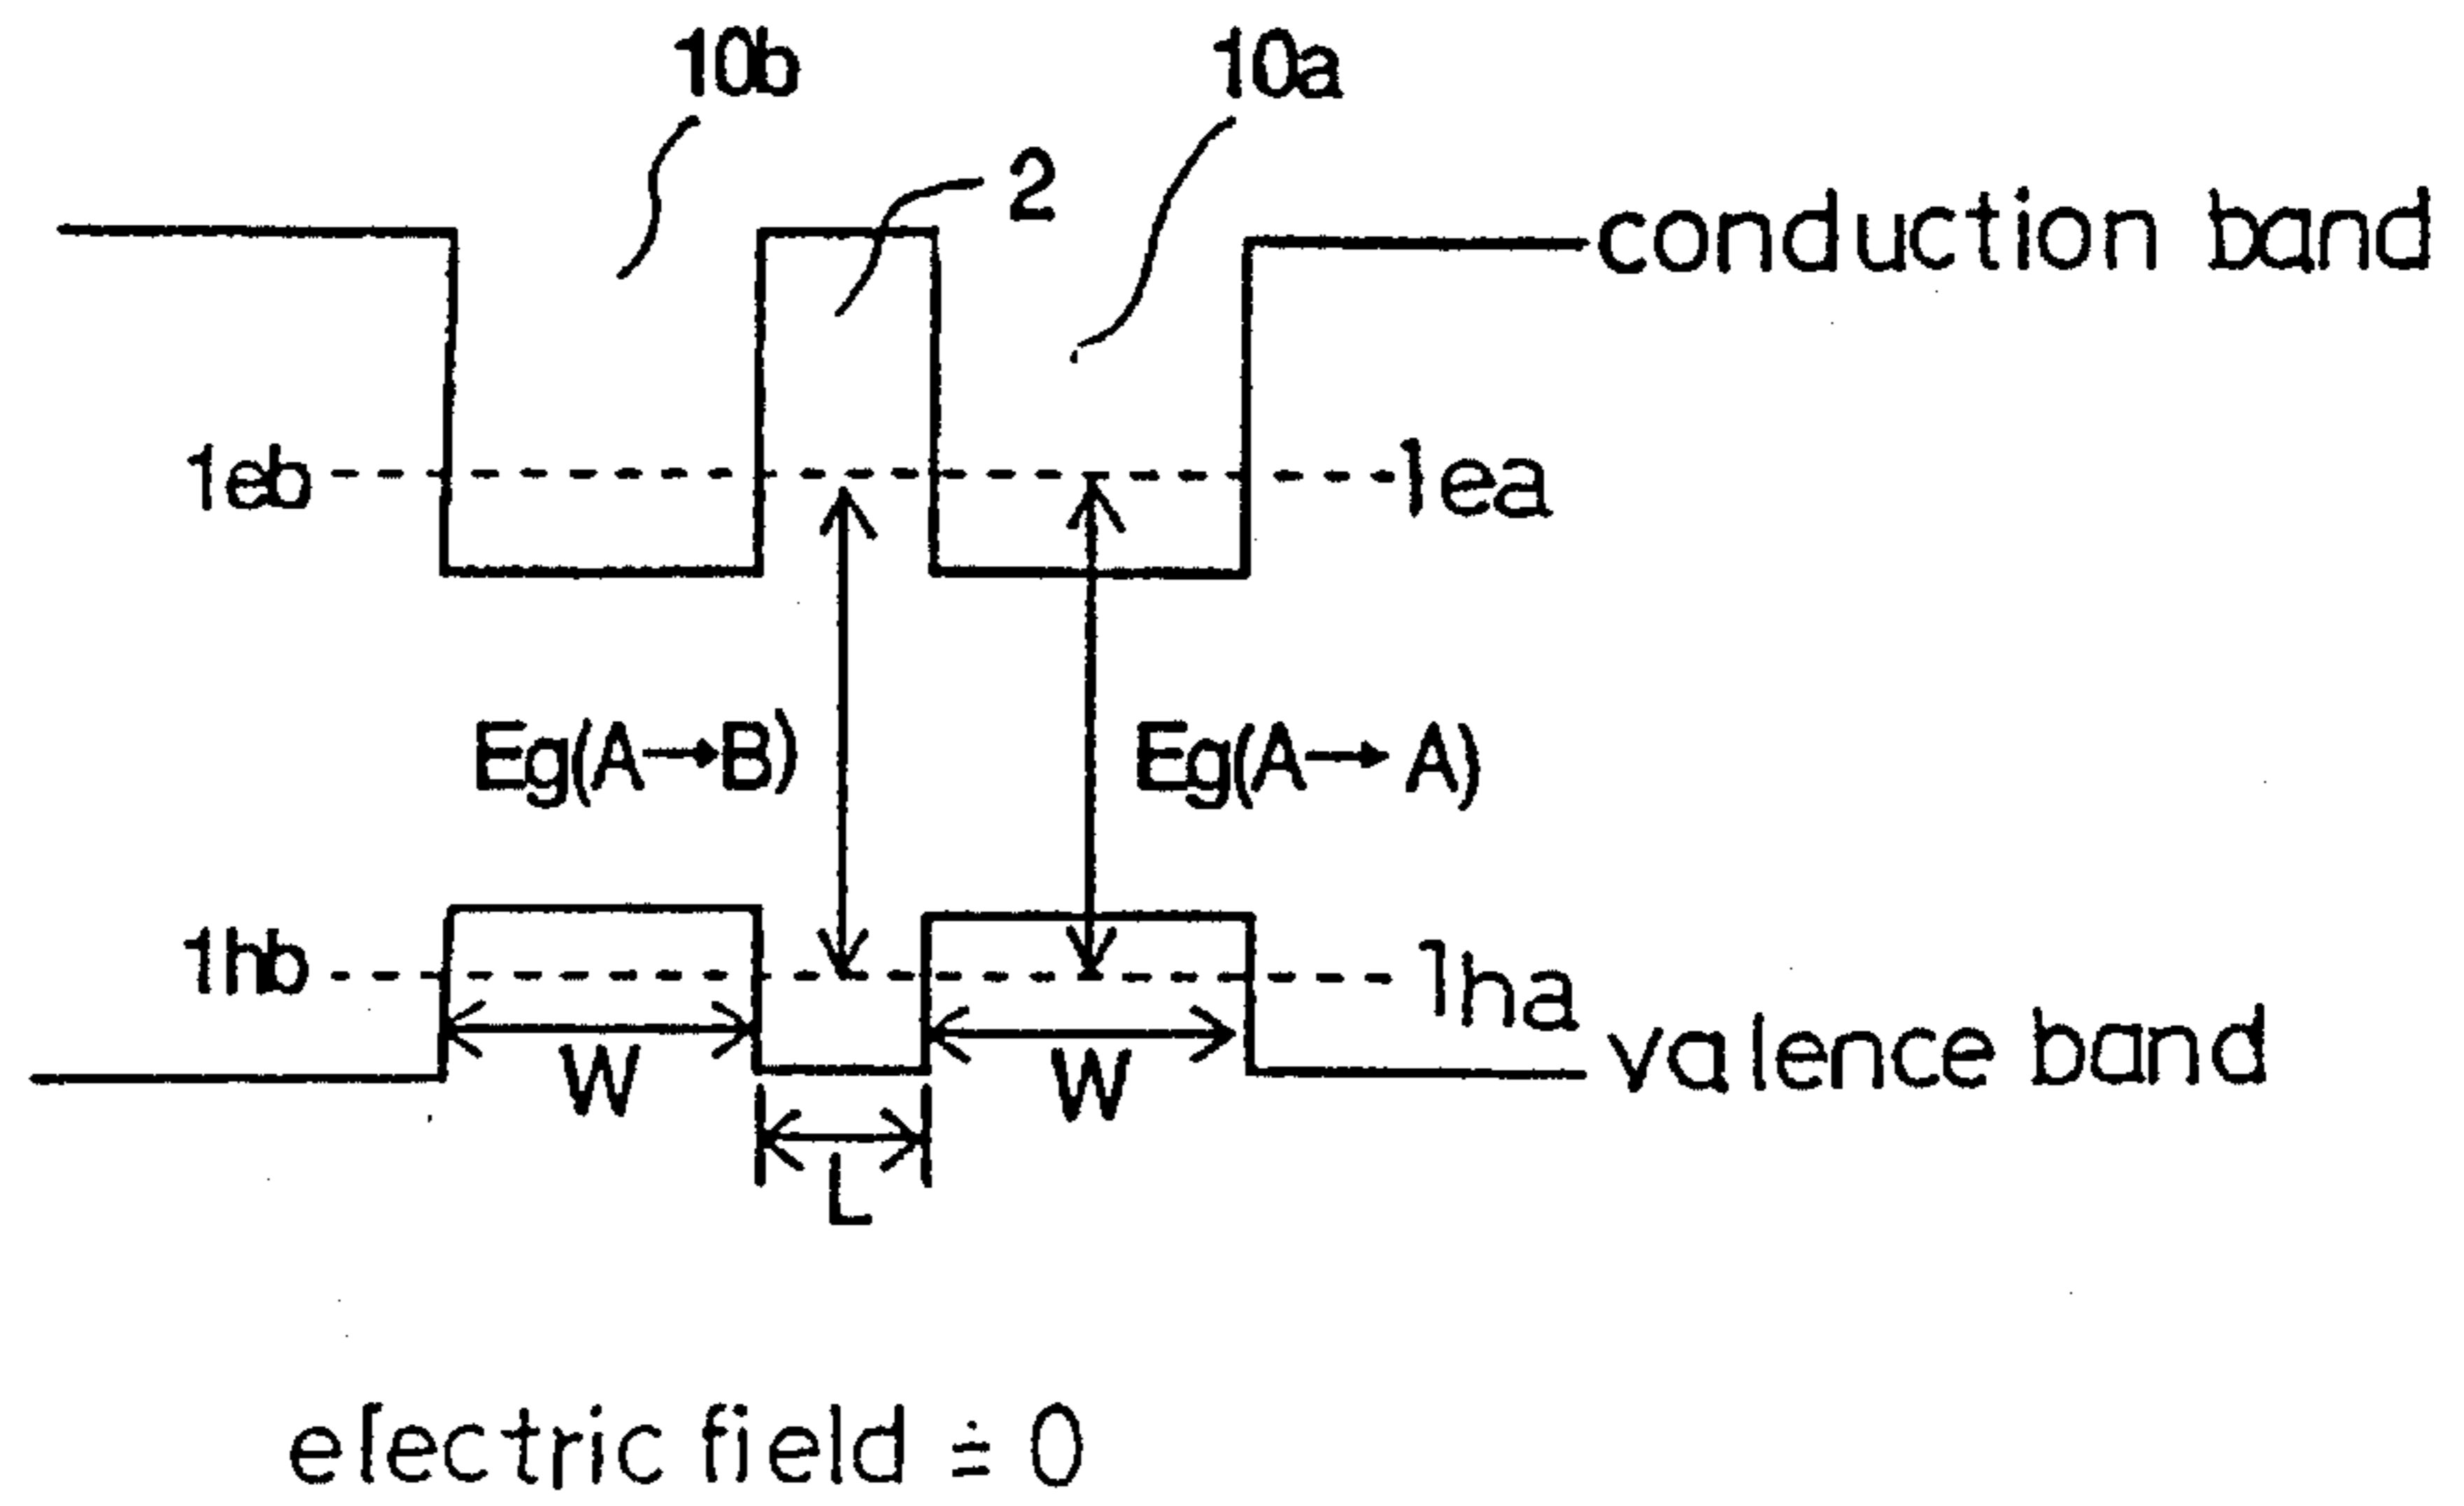 10b 10a
2
conduction band
1eb 1ea
Eg(A→B) Eg(A→A)
1hb 1ha
valence band
W W
L
electric field ≐ 0